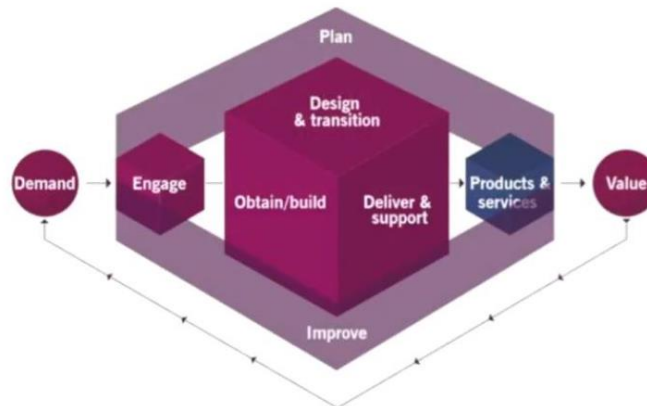 Plan
Design
& transition
Demand
Engage
Obtain/build
Deliver &
support
Products &
services
Value
Improve